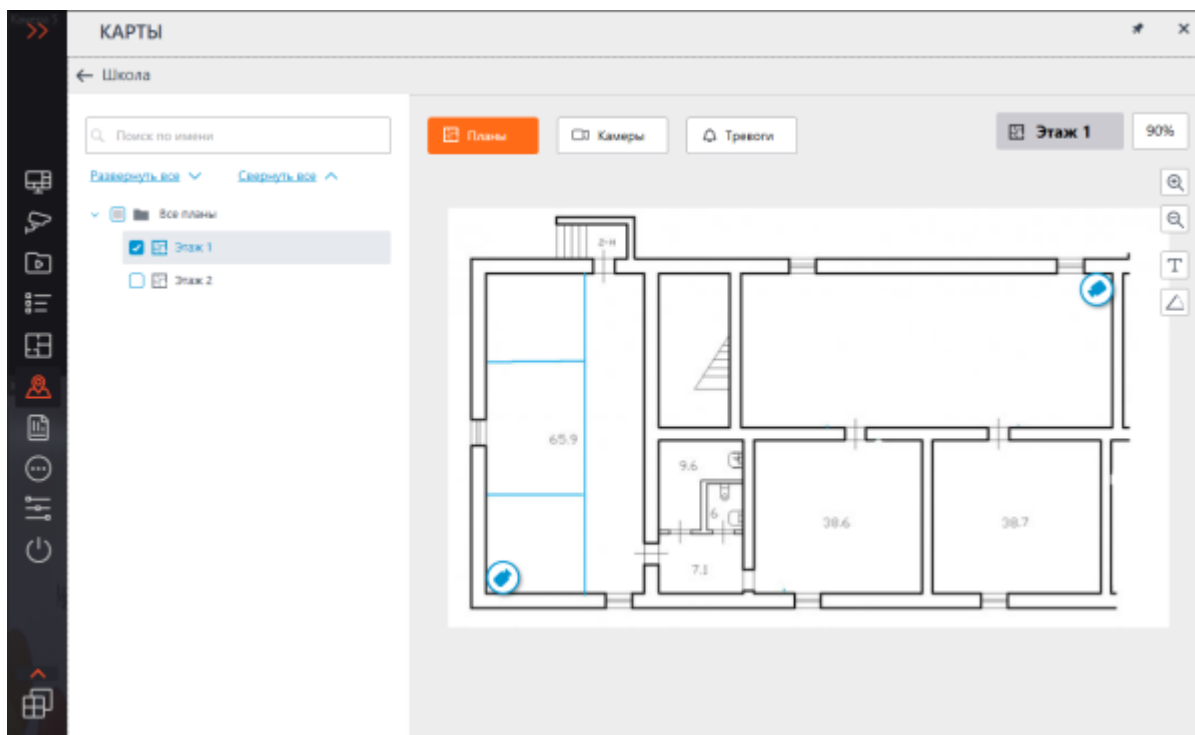 КАРТЫ
Школа
Поиск по имени
Развернуть все
Свернуть все
Все планы
Этаж 1
Этаж 2
Планы
Камеры
Тревоги
Этаж 1
90%
T
65.9
9.6
6
7.1
38.6
38.7